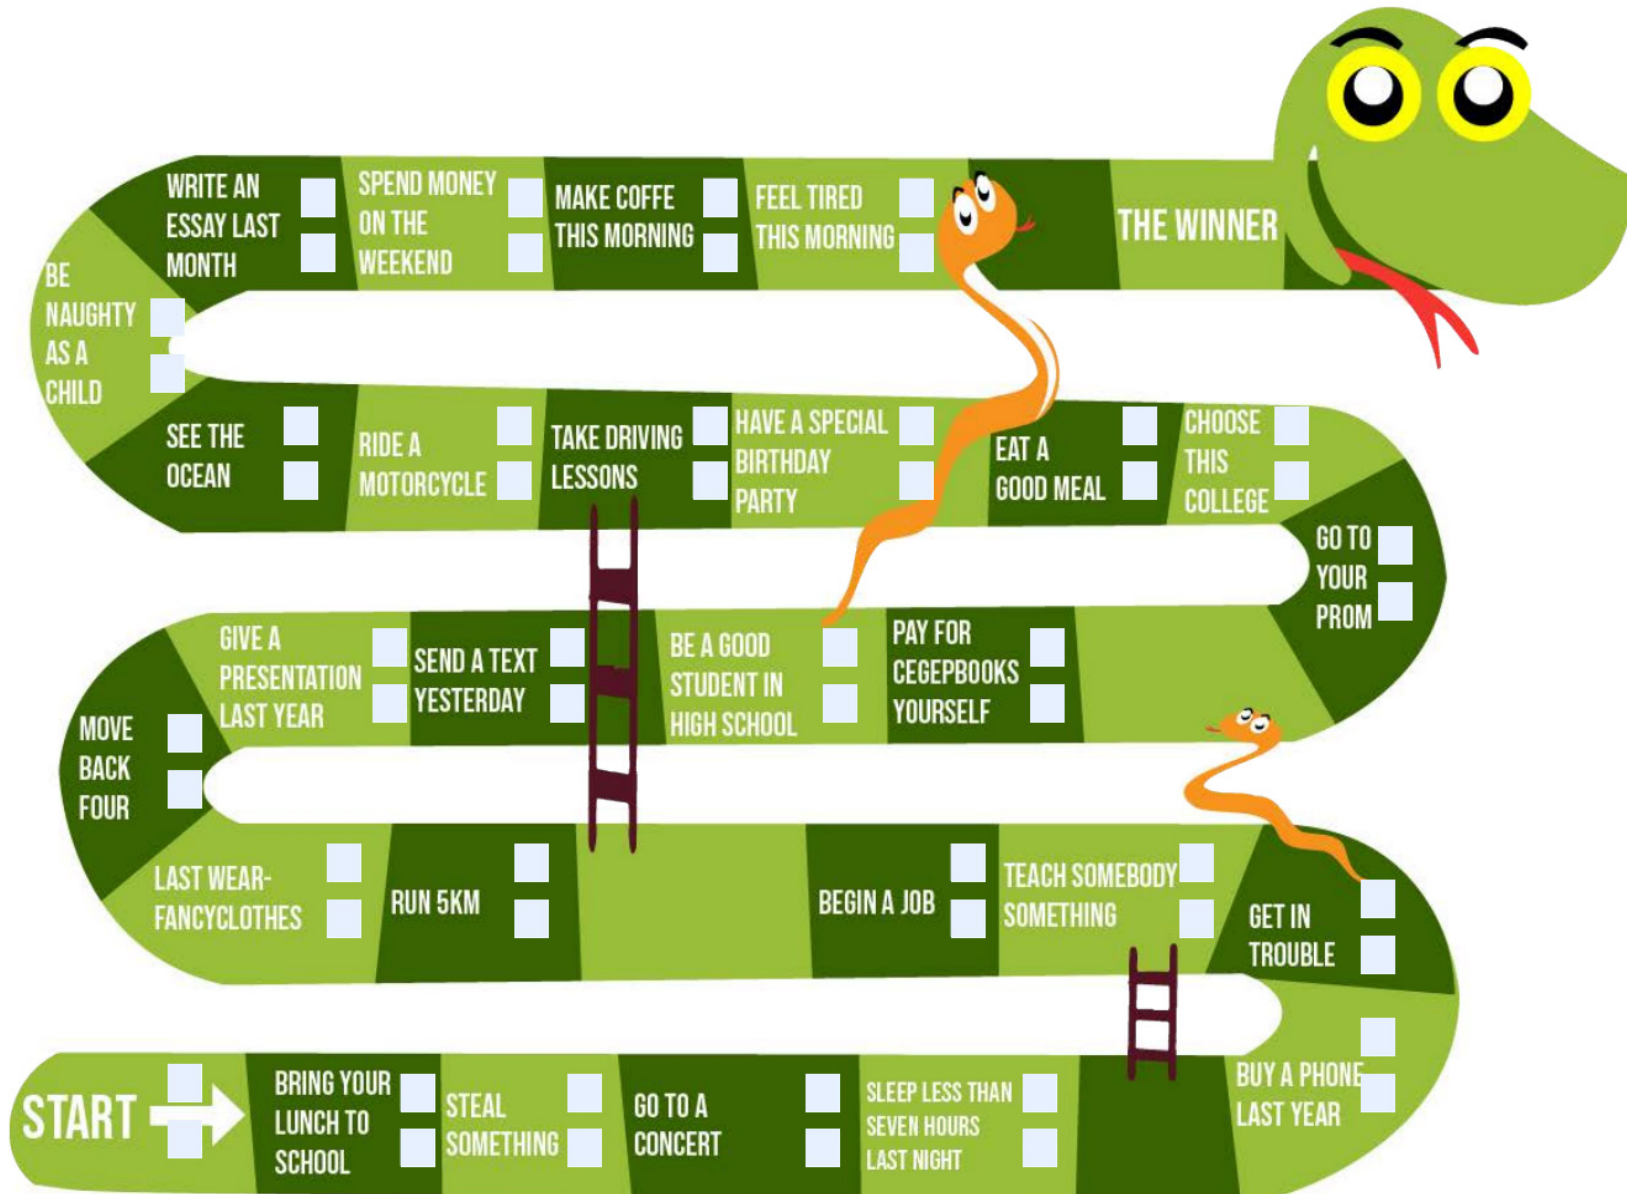 WRITE AN
ESSAY LAST
MONTH
SPEND MONEY
ON THE
WEEKEND
MAKE COFFE
THIS MORNING
FEEL TIRED
THIS MORNING
THE WINNER
BE
NAUGHTY
AS A
CHILD
SEE THE
OCEAN
RIDE A
MOTORCYCLE
TAKE DRIVING
LESSONS
HAVE A SPECIAL
BIRTHDAY
PARTY
EAT A
GOOD MEAL
CHOOSE
THIS
COLLEGE
GO TO
YOUR
PROM
GIVE A
PRESENTATION
LAST YEAR
SEND A TEXT
YESTERDAY
BE A GOOD
STUDENT IN
HIGH SCHOOL
PAY FOR
CEGEPBOOKS
YOURSELF
MOVE
BACK
FOUR
LAST WEAR-
FANCYCLOTHES
RUN 5KM
BEGIN A JOB
TEACH SOMEBODY
SOMETHING
GET IN
TROUBLE
START
BRING YOUR
LUNCH TO
SCHOOL
STEAL
SOMETHING
GO TO A
CONCERT
SLEEP LESS THAN
SEVEN HOURS
LAST NIGHT
BUY A PHONE
LAST YEAR